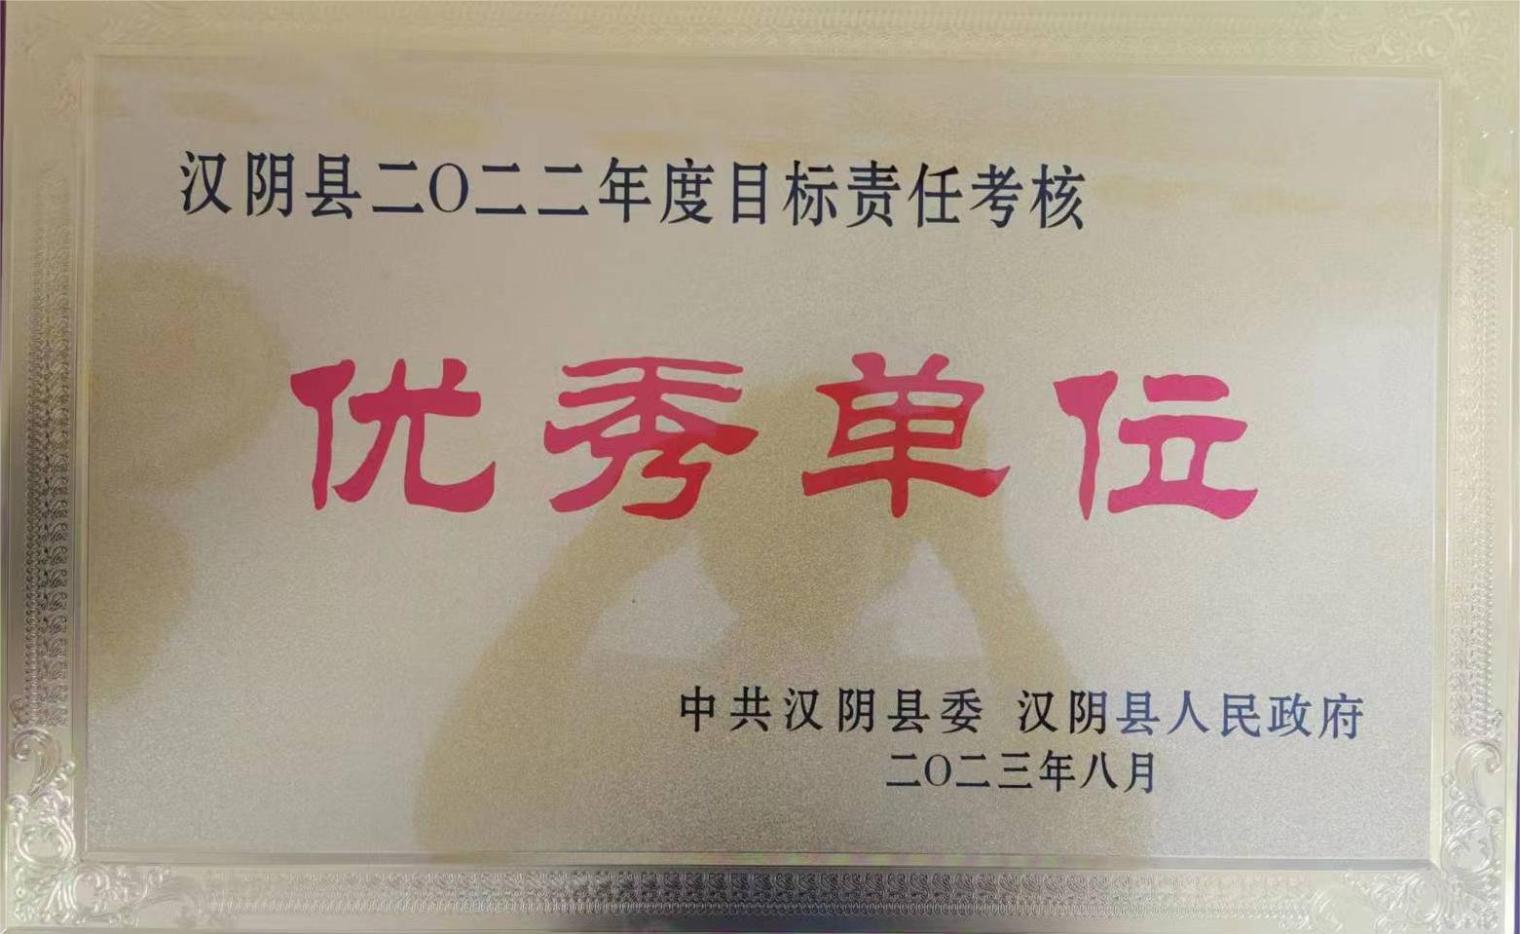 汉阴县二〇二二年度目标责任考核
优秀单位
中共汉阴县委 汉阴县人民政府
二〇二三年八月